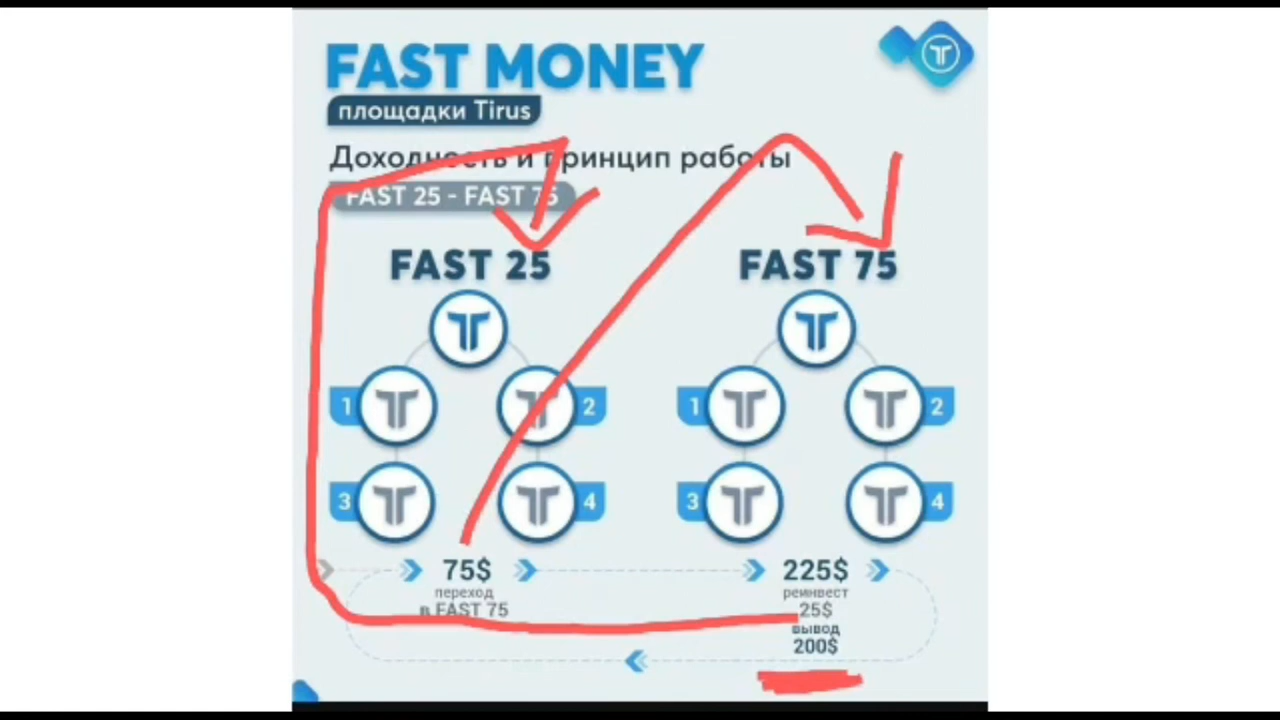 FAST MONEY
площадки Tirus
Доходность и принцип работы
FAST 25 - FAST 75
FAST 25
FAST 75
1
2
1
2
3
4
3
4
75$
переход
в FAST 75
225$
реинвест
25$
вывод
200$